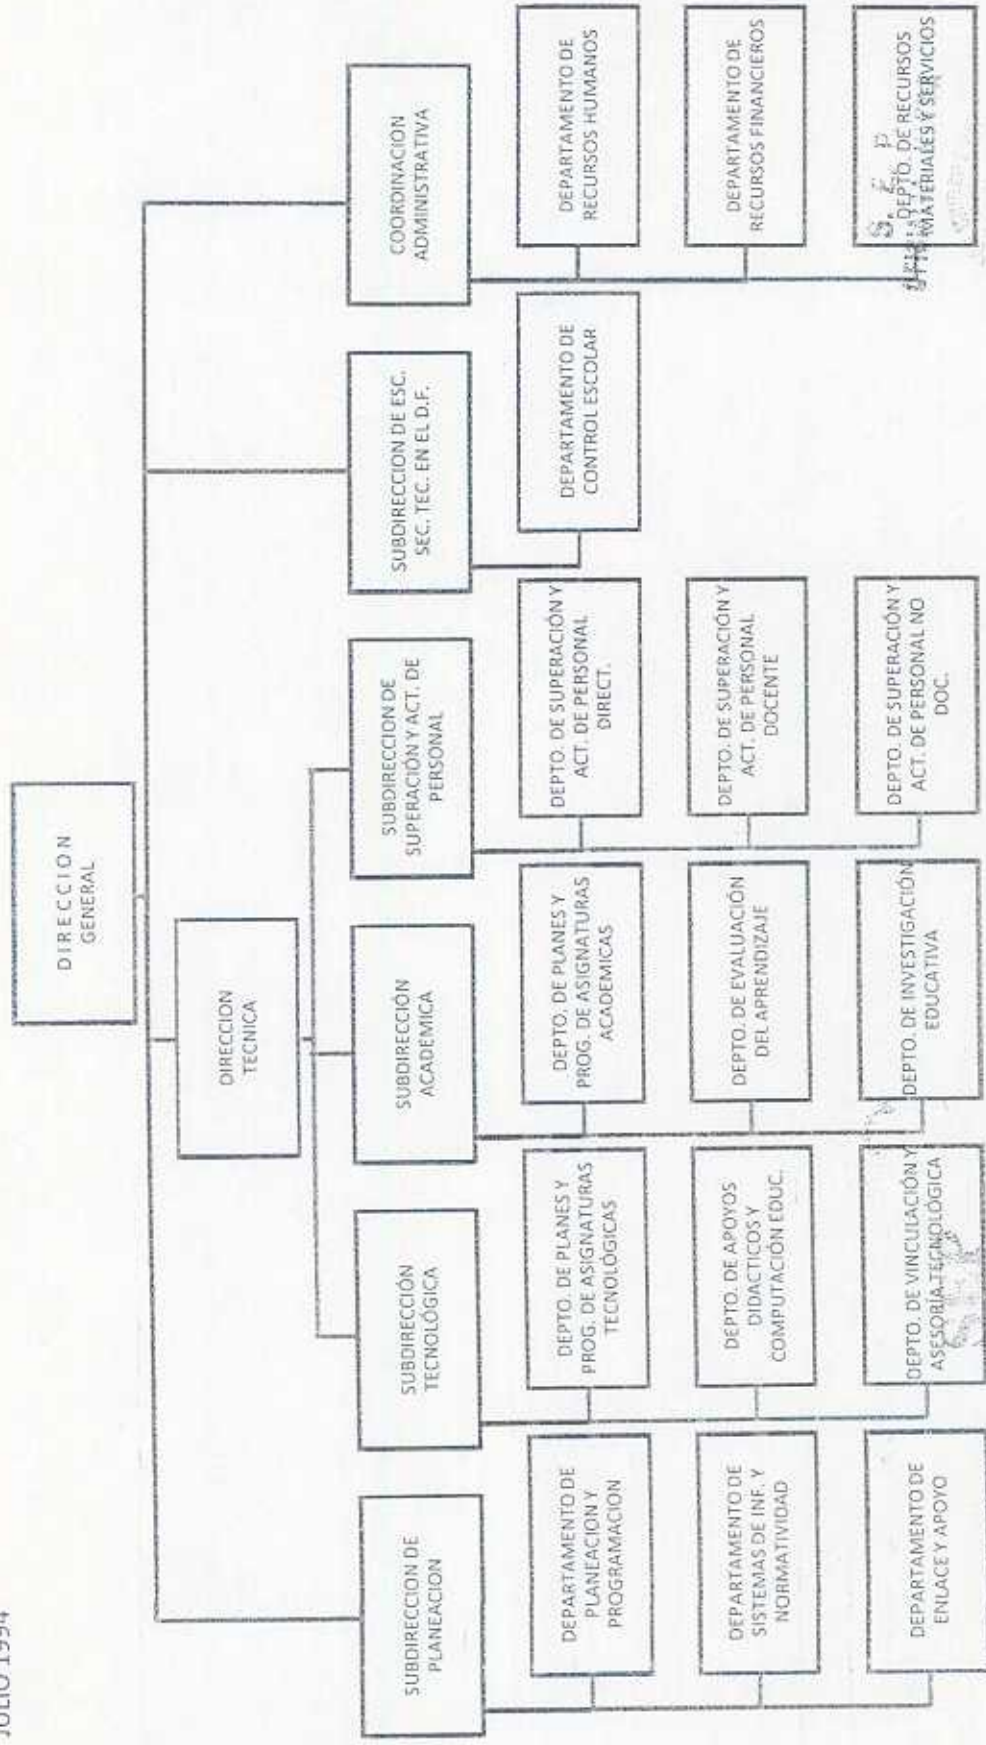 JULIO 1994
DIRECCION
GENERAL
DIRECCION
TECNICA
SUBDIRECCION DE
PLANEACION
SUBDIRECCIÓN
TECNOLÓGICA
SUBDIRECCIÓN
ACADEMICA
SUBDIRECCION DE
SUPERACIÓN Y ACT. DE
PERSONAL
SUBDIRECCION DE ESC.
SEC. TEC. EN EL D.F.
COORDINACION
ADMINISTRATIVA
DEPARTAMENTO DE
PLANEACION Y
PROGRAMACION
DEPTO. DE PLANES Y
PROG. DE ASIGNATURAS
TECNOLÓGICAS
DEPTO. DE PLANES Y
PROG. DE ASIGNATURAS
ACADEMICAS
DEPTO. DE SUPERACIÓN Y
ACT. DE PERSONAL
DIRECT.
DEPARTAMENTO DE
CONTROL ESCOLAR
DEPARTAMENTO DE
RECURSOS HUMANOS
DEPARTAMENTO DE
SISTEMAS DE INF. Y
NORMATIVIDAD
DEPTO. DE APOYOS
DIDACTICOS Y
COMPUTACIÓN EDUC.
DEPTO. DE EVALUACIÓN
DEL APRENDIZAJE
DEPTO. DE SUPERACIÓN Y
ACT. DE PERSONAL
DOCENTE
DEPARTAMENTO DE
RECURSOS FINANCIEROS
DEPARTAMENTO DE
ENLACE Y APOYO
DEPTO. DE VINCULACIÓN Y
ASESORÍA TECNOLÓGICA
DEPTO. DE INVESTIGACIÓN
EDUCATIVA
DEPTO. DE SUPERACIÓN Y
ACT. DE PERSONAL NO
DOC.
S. E. P.
DEPTO. DE RECURSOS
MATERIALES Y SERVICIOS